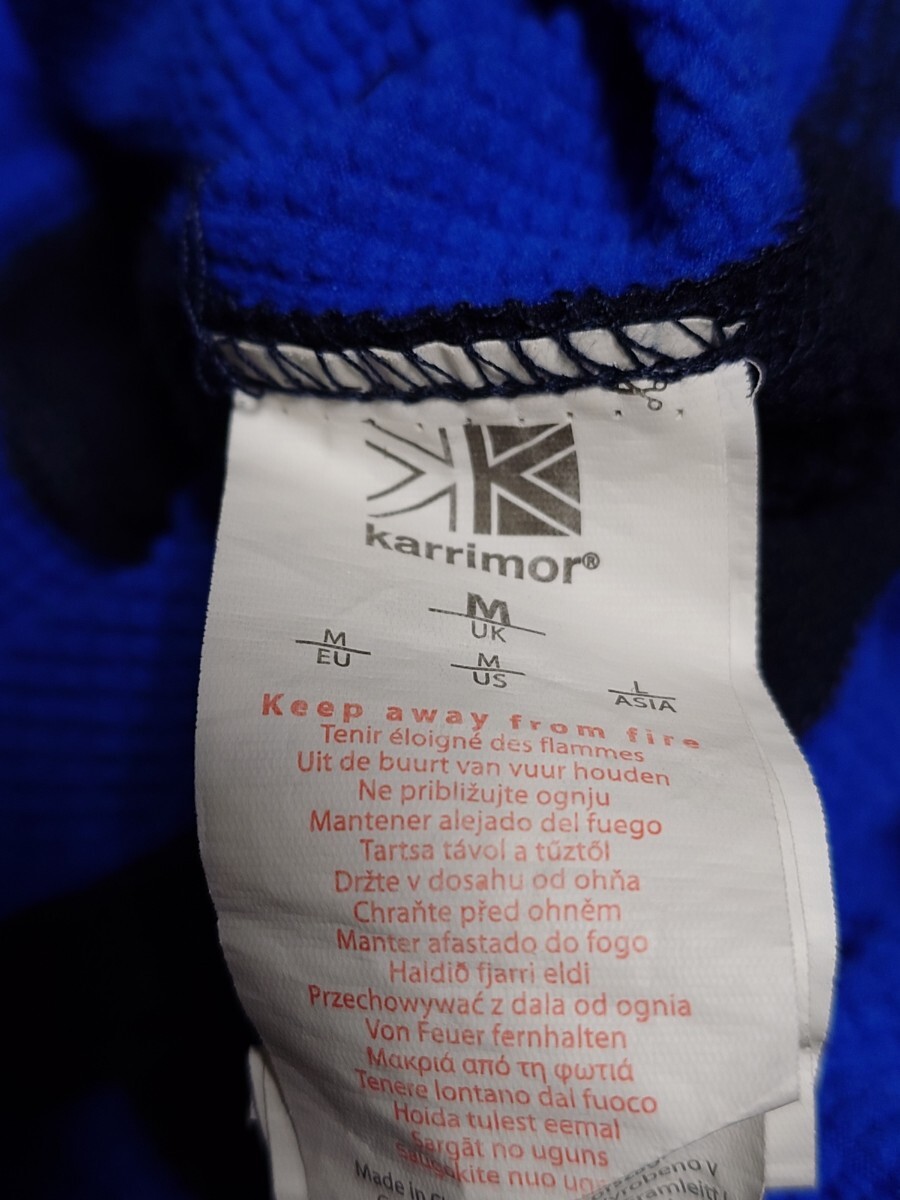 karrimor®
M
UK
M
EU
M
US
L
ASIA
Keep away from fire
Tenir éloigné des flammes
Uit de buurt van vuur houden
Ne približujte ognju
Mantener alejado del fuego
Tartsa távol a tűztől
Držte v dosahu od ohňa
Chraňte před ohněm
Manter afastado do fogo
Haldið fjarri eldi
Przechowywać z dala od ognia
Von Feuer fernhalten
Μακριά από τη φωτιά
Tenere lontano dal fuoco
Hoida tulest eemal
Sargāt no uguns
nuo
Made in